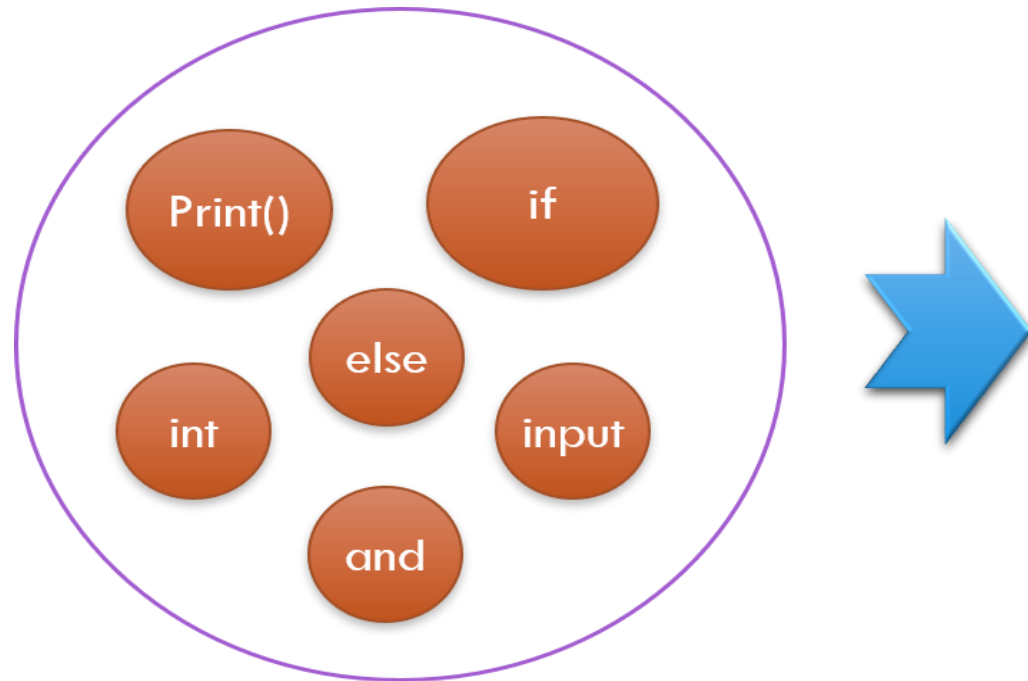 Print()
if
else
int
input
and